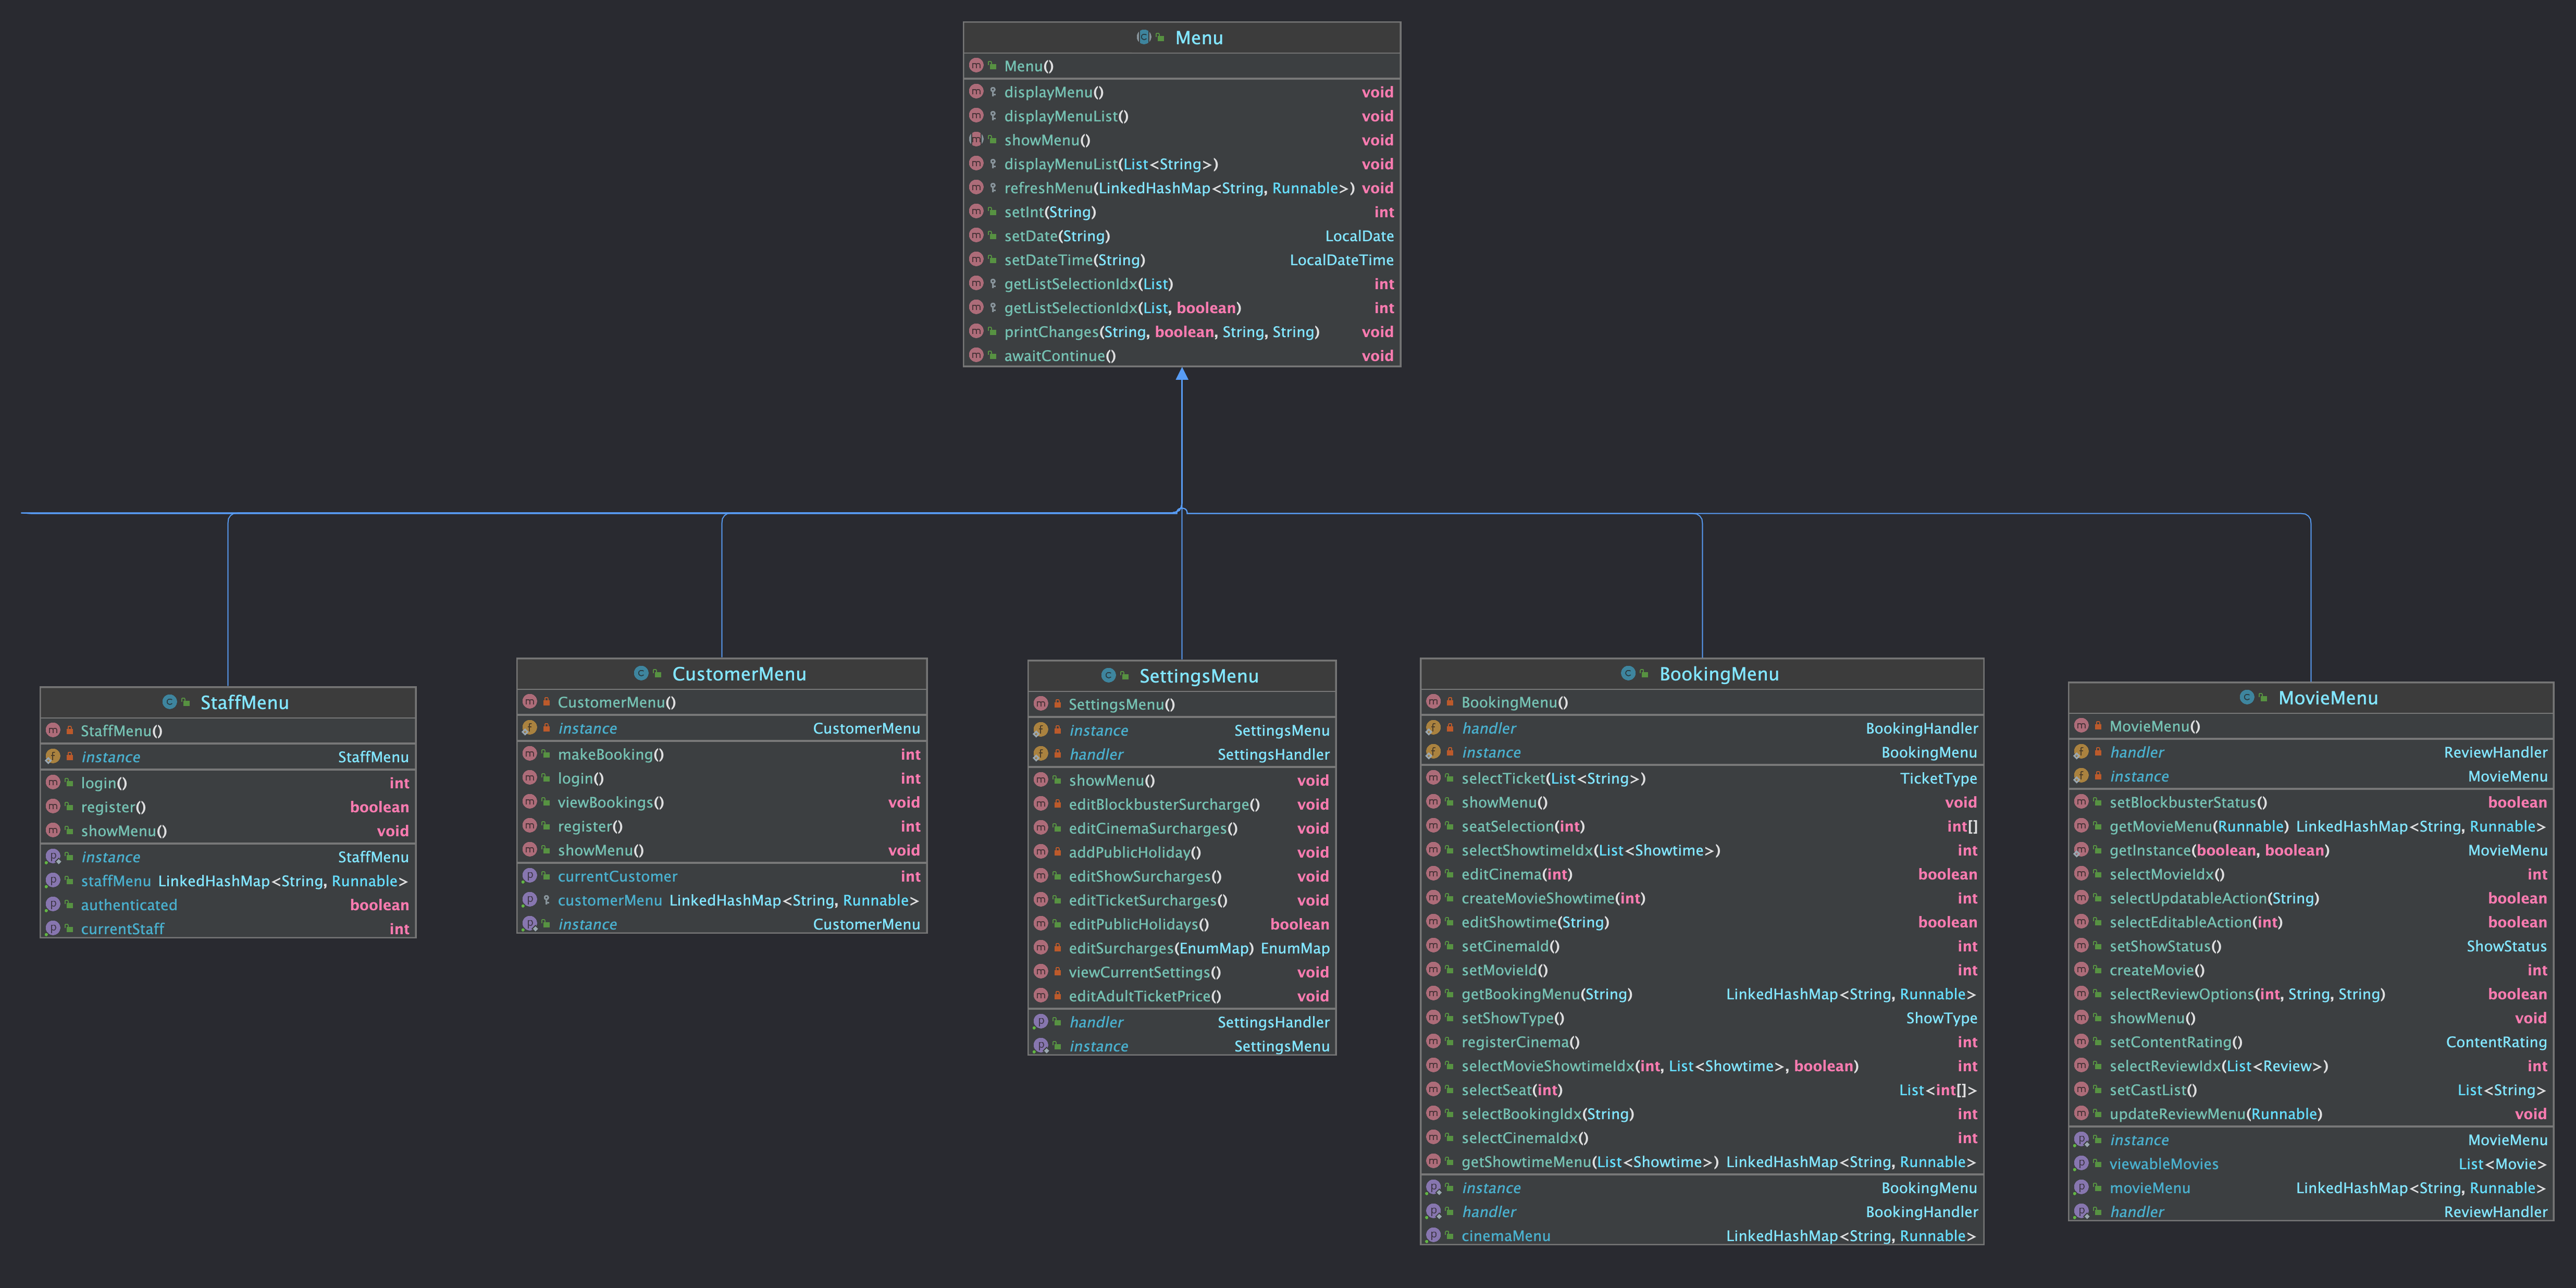 Menu
Menu()
displayMenu() void
displayMenuList() void
showMenu() void
displayMenuList(List<String>) void
refreshMenu(LinkedHashMap<String, Runnable>) void
setInt(String) int
setDate(String) LocalDate
setDateTime(String) LocalDateTime
getListSelectionIdx(List) int
getListSelectionIdx(List, boolean) int
printChanges(String, boolean, String, String) void
awaitContinue() void
StaffMenu
StaffMenu()
instance StaffMenu
login() int
register() boolean
showMenu() void
instance StaffMenu
staffMenu LinkedHashMap<String, Runnable>
authenticated boolean
currentStaff int
CustomerMenu
CustomerMenu()
instance CustomerMenu
makeBooking() int
login() int
viewBookings() void
register() int
showMenu() void
currentCustomer int
customerMenu LinkedHashMap<String, Runnable>
instance CustomerMenu
SettingsMenu
SettingsMenu()
instance SettingsMenu
handler SettingsHandler
showMenu() void
editBlockbusterSurcharge() void
editCinemaSurcharges() void
addPublicHoliday() void
editShowSurcharges() void
editTicketSurcharges() void
editPublicHolidays() boolean
editSurcharges(EnumMap) EnumMap
viewCurrentSettings() void
editAdultTicketPrice() void
handler SettingsHandler
instance SettingsMenu
BookingMenu
BookingMenu()
handler BookingHandler
instance BookingMenu
selectTicket(List<String>) TicketType
showMenu() void
seatSelection(int) int[]
selectShowtimeIdx(List<Showtime>) int
editCinema(int) boolean
createMovieShowtime(int) int
editShowtime(String) boolean
setCinemaId() int
setMovieId() int
getBookingMenu(String) LinkedHashMap<String, Runnable>
setShowType() ShowType
registerCinema() int
selectMovieShowtimeIdx(int, List<Showtime>, boolean) int
selectSeat(int) List<int[]>
selectBookingIdx(String) int
selectCinemaIdx() int
getShowtimeMenu(List<Showtime>) LinkedHashMap<String, Runnable>
instance BookingMenu
handler BookingHandler
cinemaMenu LinkedHashMap<String, Runnable>
MovieMenu
MovieMenu()
handler ReviewHandler
instance MovieMenu
setBlockbusterStatus() boolean
getMovieMenu(Runnable) LinkedHashMap<String, Runnable>
getInstance(boolean, boolean) MovieMenu
selectMovieIdx() int
selectUpdatableAction(String) boolean
selectEditableAction(int) boolean
setShowStatus() ShowStatus
createMovie() int
selectReviewOptions(int, String, String) boolean
showMenu() void
setContentRating() ContentRating
selectReviewIdx(List<Review>) int
setCastList() List<String>
updateReviewMenu(Runnable) void
instance MovieMenu
viewableMovies List<Movie>
movieMenu LinkedHashMap<String, Runnable>
handler ReviewHandler